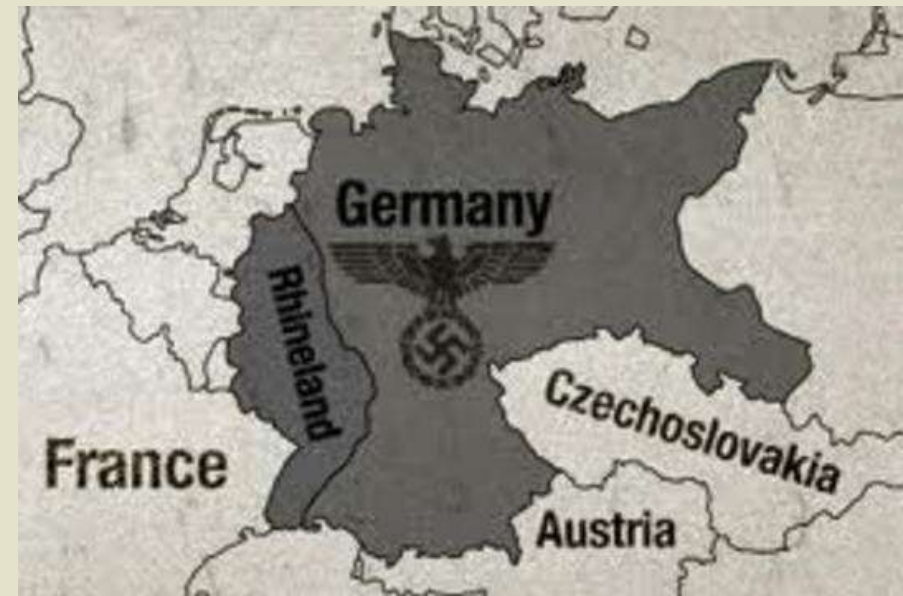 Germany
Rhineland
Czechoslovakia
France
Austria